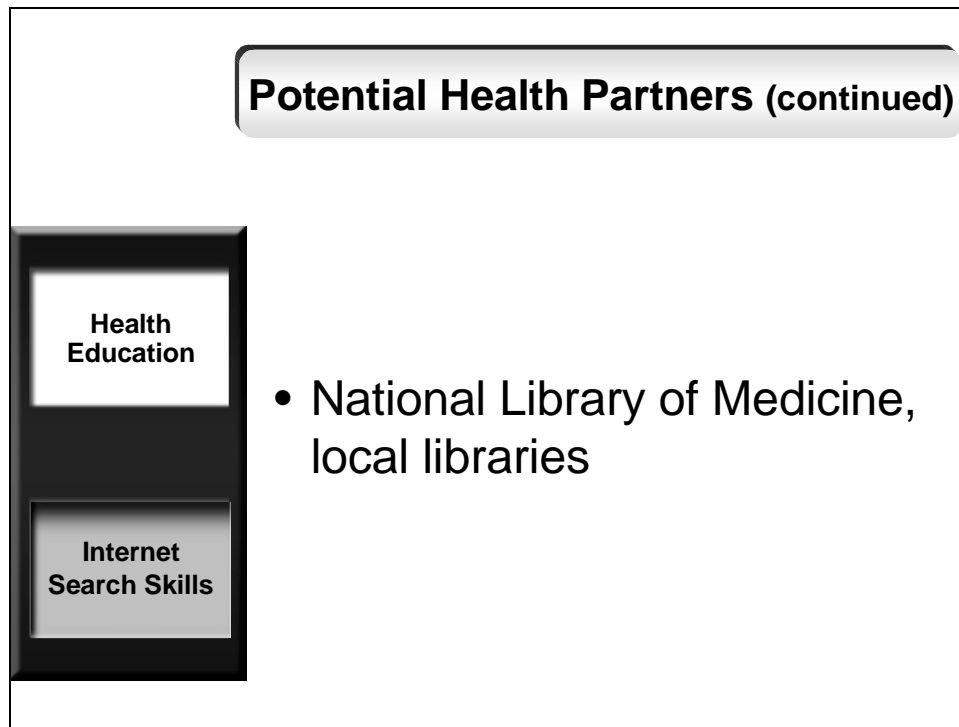 Potential Health Partners (continued)
Health
Education
• National Library of Medicine,
local libraries
Internet
Search Skills